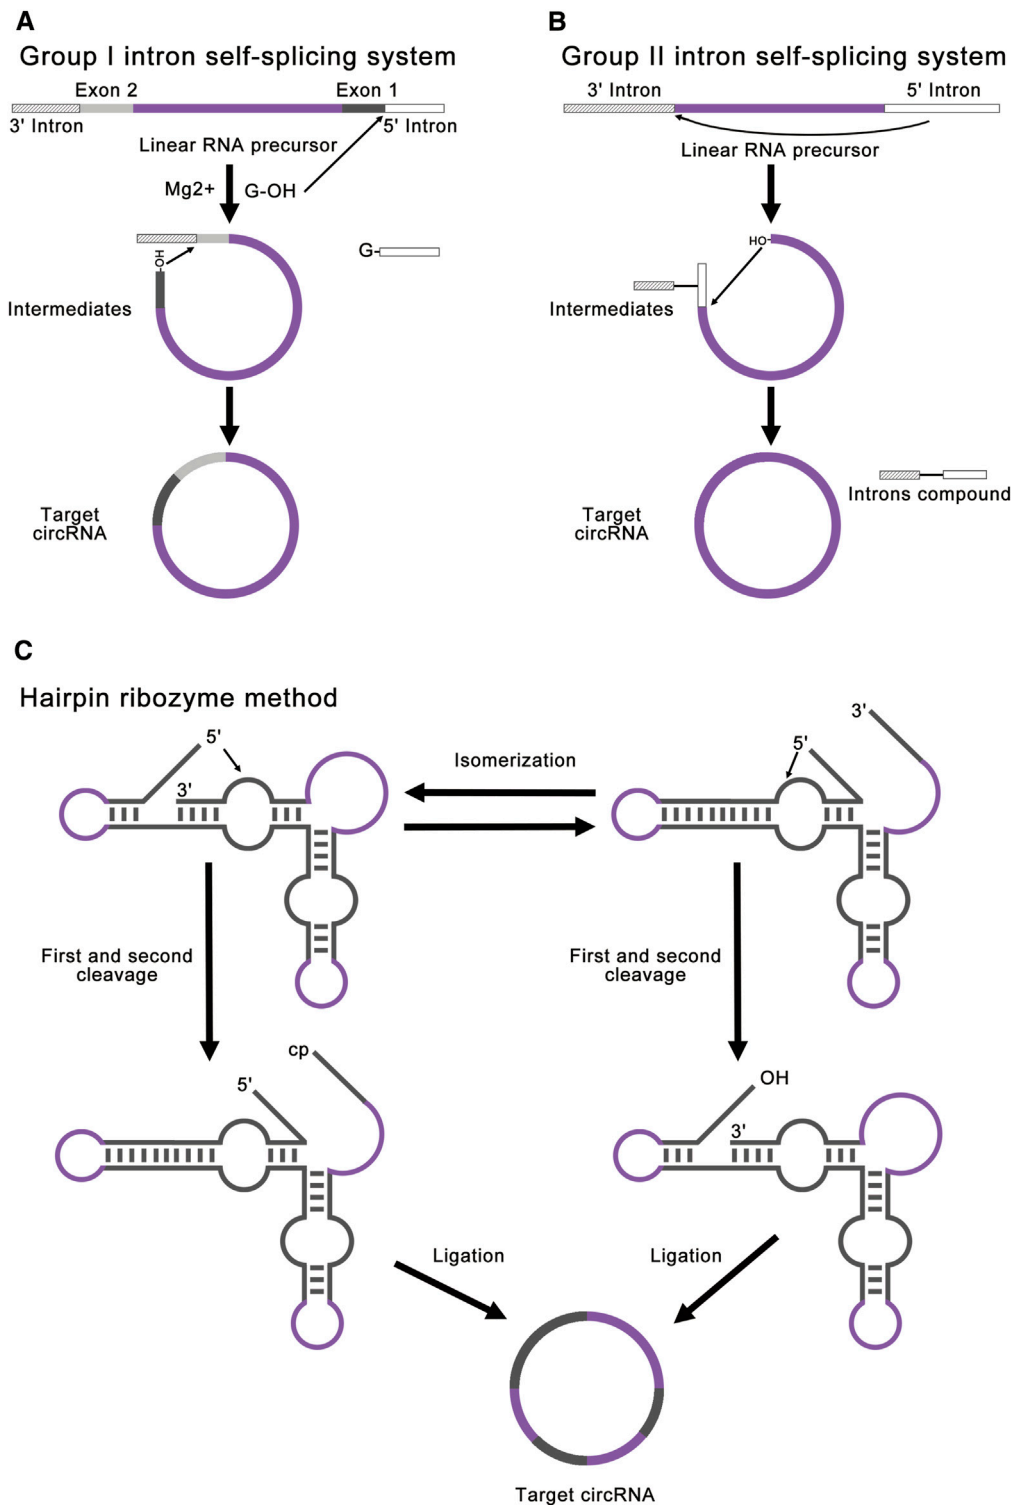 A
Group I intron self-splicing system
Exon 2
Exon 1
3' Intron
5' Intron
Linear RNA precursor
Mg2+
G-OH
-OH
G-
Intermediates
Target
circRNA
B
Group II intron self-splicing system
3' Intron
5' Intron
Linear RNA precursor
HO-
Intermediates
Target
circRNA
Introns compound
C
Hairpin ribozyme method
5'
3'
Isomerization
3'
5'
First and second
cleavage
First and second
cleavage
cp
5'
OH
3'
Ligation
Ligation
Target circRNA